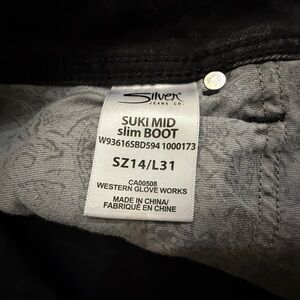 Silver
JEANS CO.
SUKI MID
slim BOOT
W93616SBD594 1000173
SZ14/L31
CA00508
WESTERN GLOVE WORKS
MADE IN CHINA/
FABRIQUÉ EN CHINE